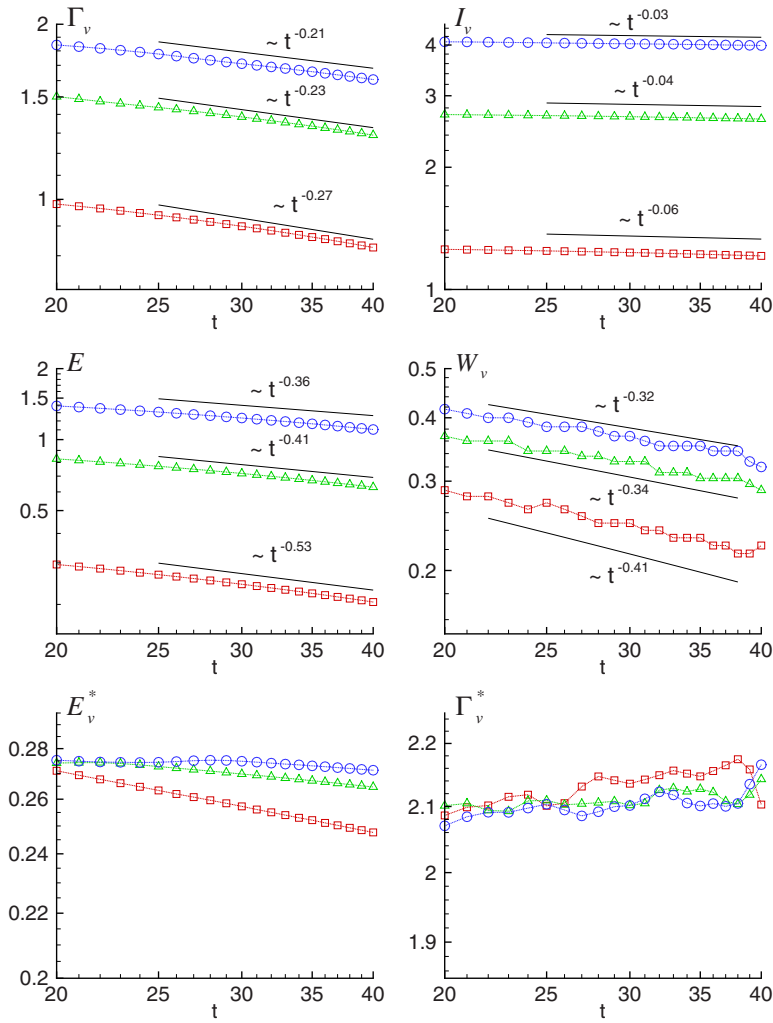 Γv
2
1.5
1
~ t-0.21
~ t-0.23
~ t-0.27
20 25 30 35 40
t
Iv
4
3
2
1
~ t-0.03
~ t-0.04
~ t-0.06
20 25 30 35 40
t
E
2
1.5
1
0.5
~ t-0.36
~ t-0.41
~ t-0.53
20 25 30 35 40
t
Wv
0.5
0.4
0.3
0.2
~ t-0.32
~ t-0.34
~ t-0.41
20 25 30 35 40
t
Ev*
0.28
0.26
0.24
0.22
0.2
20 25 30 35 40
t
Γv*
2.2
2.1
2
1.9
20 25 30 35 40
t